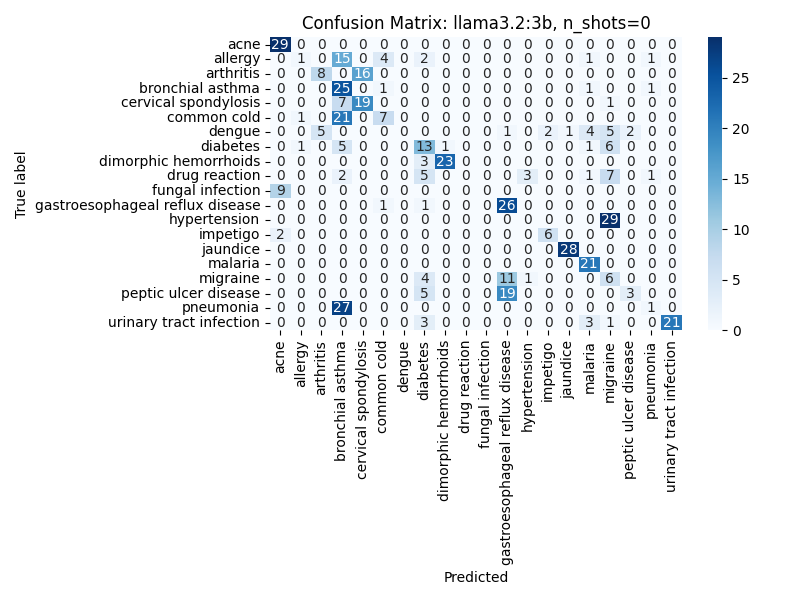 Confusion Matrix: llama3.2:3b, n_shots=0
acne 29 0 0 0 0 0 0 0 0 0 0 0 0 0 0 0 0 0 0 0
allergy 0 1 0 15 0 4 0 2 0 0 0 0 0 0 0 1 0 0 1 0
arthritis 0 0 8 0 16 0 0 0 0 0 0 0 0 0 0 0 0 0 0 0
bronchial asthma 0 0 0 25 0 1 0 0 0 0 0 0 0 0 0 1 0 0 1 0
cervical spondylosis 0 0 0 7 19 0 0 0 0 0 0 0 0 0 0 0 1 0 0 0
common cold 0 1 0 21 0 7 0 0 0 0 0 0 0 0 0 0 0 0 0 0
dengue 0 0 5 0 0 0 0 0 0 0 0 1 0 2 1 4 5 2 0 0
diabetes 0 1 0 5 0 0 0 13 1 0 0 0 0 0 0 1 6 0 0 0
dimorphic hemorrhoids 0 0 0 0 0 0 0 3 23 0 0 0 0 0 0 0 0 0 0 0
drug reaction 0 0 0 2 0 0 0 5 0 0 0 0 3 0 0 1 7 0 1 0
fungal infection 9 0 0 0 0 0 0 0 0 0 0 0 0 0 0 0 0 0 0 0
gastroesophageal reflux disease 0 0 0 0 0 1 0 1 0 0 0 26 0 0 0 0 0 0 0 0
hypertension 0 0 0 0 0 0 0 0 0 0 0 0 0 0 0 0 29 0 0 0
impetigo 2 0 0 0 0 0 0 0 0 0 0 0 0 6 0 0 0 0 0 0
jaundice 0 0 0 0 0 0 0 0 0 0 0 0 0 0 28 0 0 0 0 0
malaria 0 0 0 0 0 0 0 0 0 0 0 0 0 0 0 21 0 0 0 0
migraine 0 0 0 0 0 0 0 4 0 0 0 11 1 0 0 0 6 0 0 0
peptic ulcer disease 0 0 0 0 0 0 0 5 0 0 0 19 0 0 0 0 0 3 0 0
pneumonia 0 0 0 27 0 0 0 0 0 0 0 0 0 0 0 0 0 0 1 0
urinary tract infection 0 0 0 0 0 0 0 3 0 0 0 0 0 0 0 3 1 0 0 21
True label
acne
allergy
arthritis
bronchial asthma
cervical spondylosis
common cold
dengue
diabetes
dimorphic hemorrhoids
drug reaction
fungal infection
gastroesophageal reflux disease
hypertension
impetigo
jaundice
malaria
migraine
peptic ulcer disease
pneumonia
urinary tract infection
Predicted
25
20
15
10
5
0